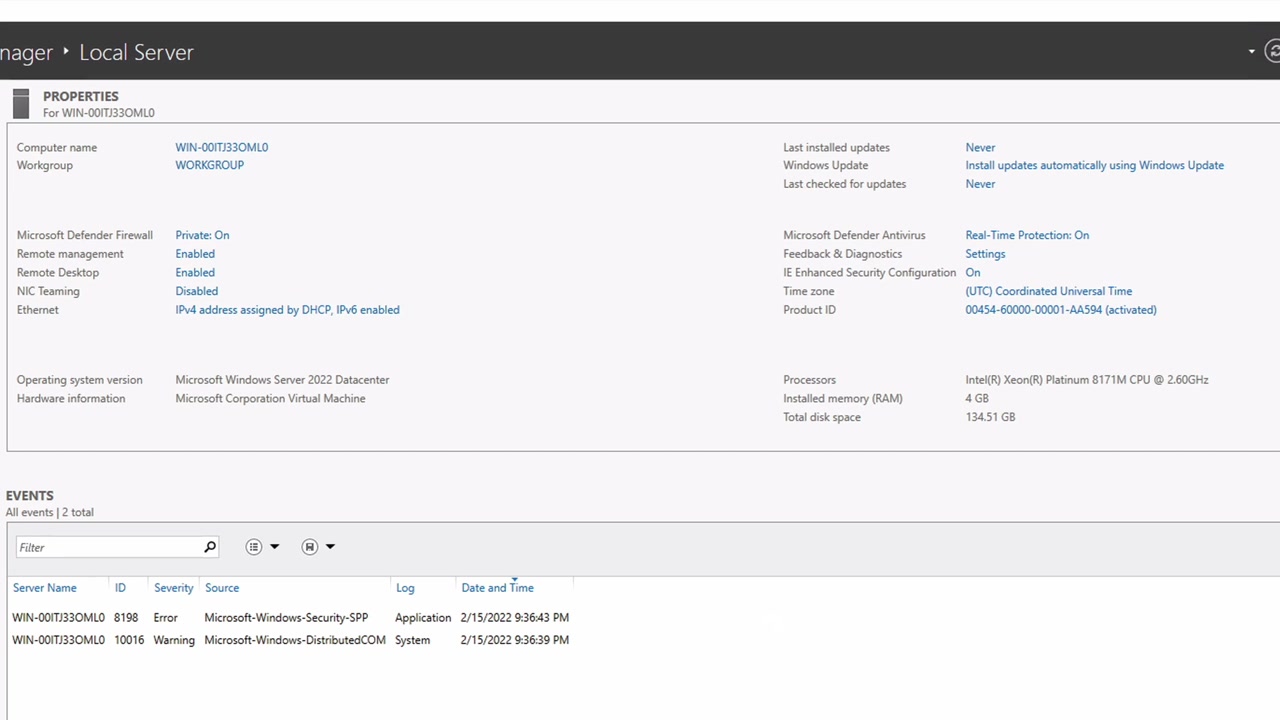 nager ‣ Local Server
PROPERTIES
For WIN-00ITJ33OML0
Computer name WIN-00ITJ33OML0
Workgroup WORKGROUP
Last installed updates Never
Windows Update Install updates automatically using Windows Update
Last checked for updates Never
Microsoft Defender Firewall Private: On
Remote management Enabled
Remote Desktop Enabled
NIC Teaming Disabled
Ethernet IPv4 address assigned by DHCP, IPv6 enabled
Microsoft Defender Antivirus Real-Time Protection: On
Feedback & Diagnostics Settings
IE Enhanced Security Configuration On
Time zone (UTC) Coordinated Universal Time
Product ID 00454-60000-00001-AA594 (activated)
Operating system version Microsoft Windows Server 2022 Datacenter
Hardware information Microsoft Corporation Virtual Machine
Processors Intel(R) Xeon(R) Platinum 8171M CPU @ 2.60GHz
Installed memory (RAM) 4 GB
Total disk space 134.51 GB
EVENTS
All events | 2 total
Filter
Server Name ID Severity Source Log Date and Time
WIN-00ITJ33OML0 8198 Error Microsoft-Windows-Security-SPP Application 2/15/2022 9:36:43 PM
WIN-00ITJ33OML0 10016 Warning Microsoft-Windows-DistributedCOM System 2/15/2022 9:36:39 PM